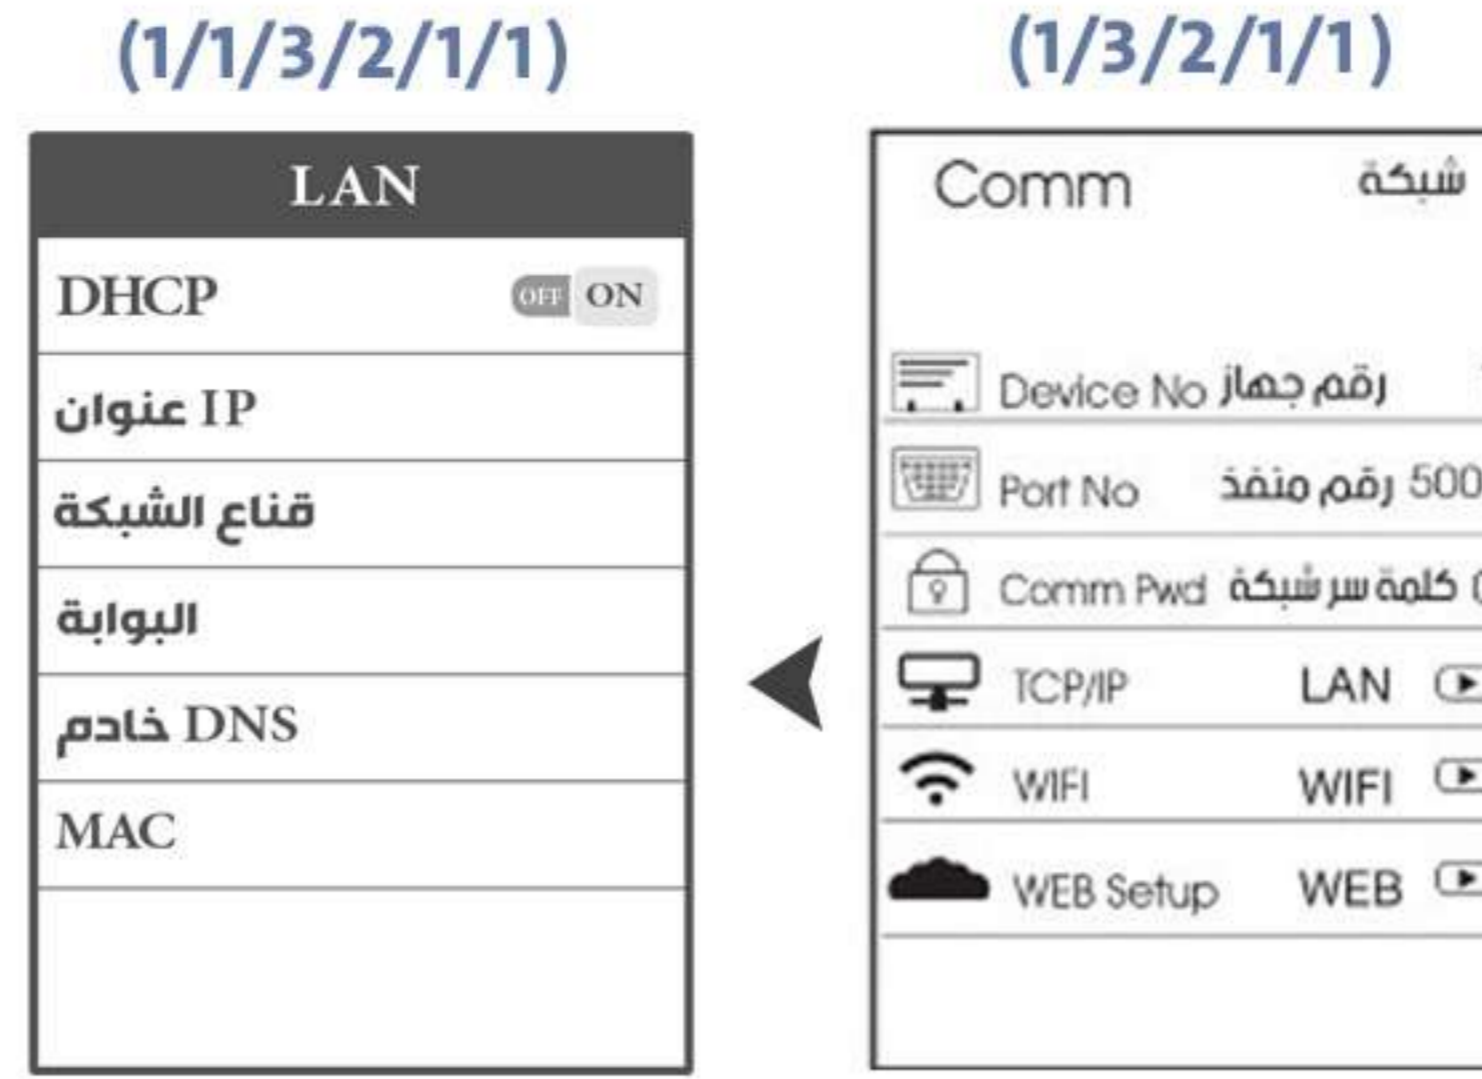 (1/1/3/2/1/1)
LAN
DHCP OFF ON
عنوان IP
قناع الشبكة
البوابة
خادم DNS
MAC
(1/3/2/1/1)
Comm شبكة
Device No رقم جهاز
Port No رقم منفذ 500
Comm Pwd كلمة سر شبكة
TCP/IP LAN
WIFI WIFI
WEB Setup WEB